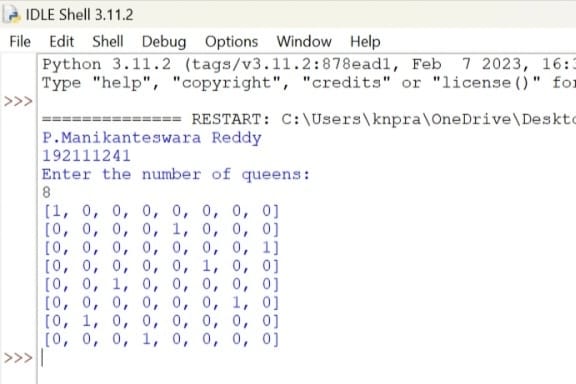 IDLE Shell 3.11.2
File Edit Shell Debug Options Window Help
Python 3.11.2 (tags/v3.11.2:878ead1, Feb 7 2023, 16:
Type "help", "copyright", "credits" or "license()" for
>>>
============== RESTART: C:\Users\knpra\OneDrive\Deskto
P.Manikanteswara Reddy
192111241
Enter the number of queens:
8
[1, 0, 0, 0, 0, 0, 0, 0]
[0, 0, 0, 0, 1, 0, 0, 0]
[0, 0, 0, 0, 0, 0, 0, 1]
[0, 0, 0, 0, 0, 1, 0, 0]
[0, 0, 1, 0, 0, 0, 0, 0]
[0, 0, 0, 0, 0, 0, 1, 0]
[0, 1, 0, 0, 0, 0, 0, 0]
[0, 0, 0, 1, 0, 0, 0, 0]
>>>